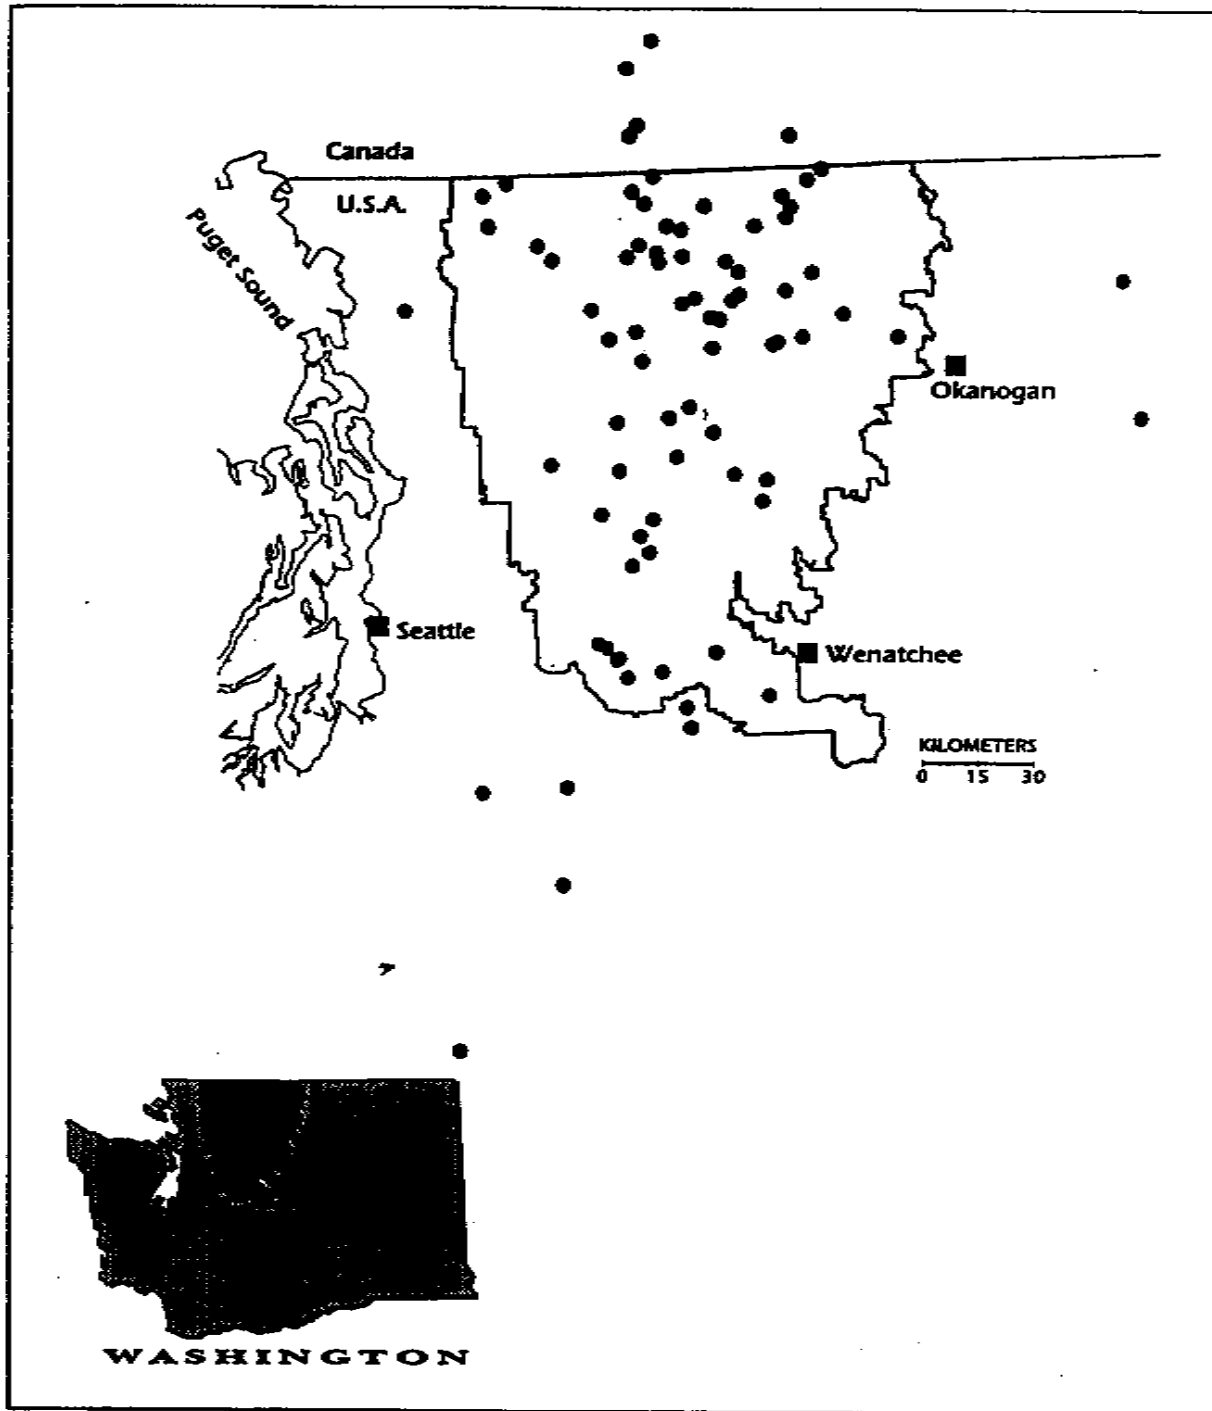 Canada
U.S.A.
Puget Sound
Okanogan
Seattle
Wenatchee
KILOMETERS
0 15 30
WASHINGTON